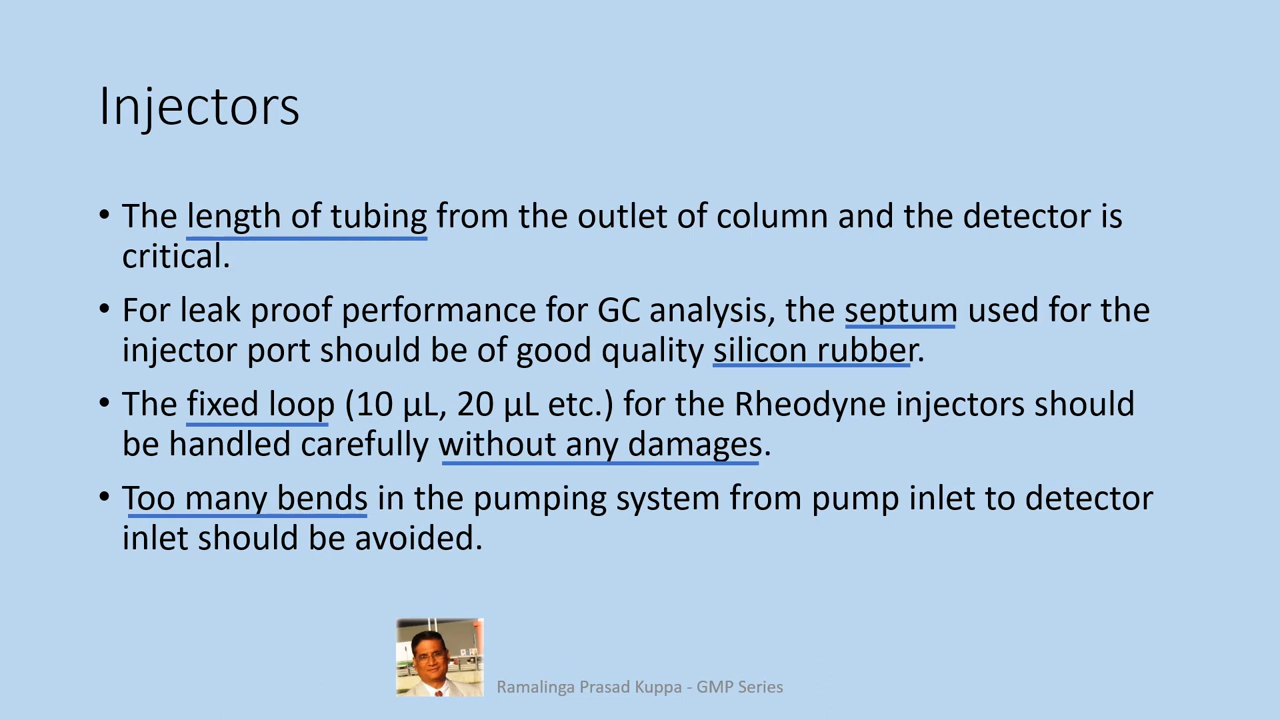 Injectors
• The length of tubing from the outlet of column and the detector is
critical.
• For leak proof performance for GC analysis, the septum used for the
injector port should be of good quality silicon rubber.
• The fixed loop (10 µL, 20 µL etc.) for the Rheodyne injectors should
be handled carefully without any damages.
• Too many bends in the pumping system from pump inlet to detector
inlet should be avoided.
Ramalinga Prasad Kuppa - GMP Series